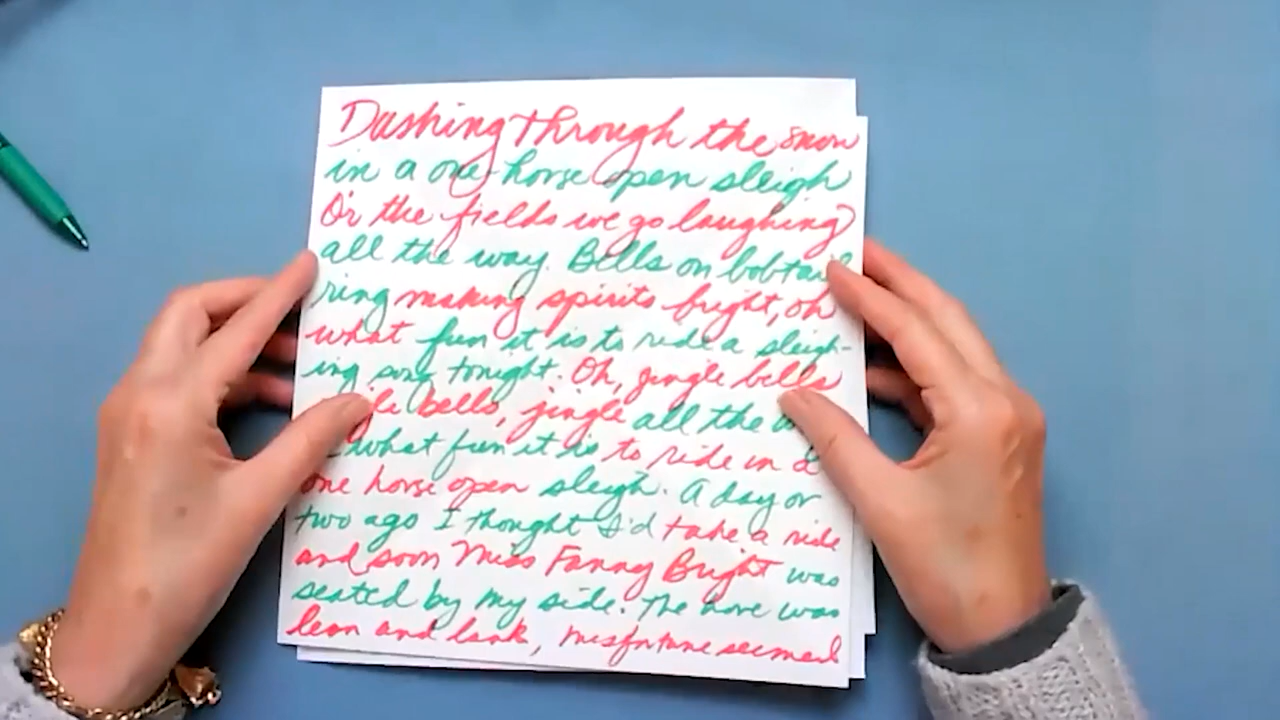 Dashing through the snow
in a one-horse open sleigh
O'r the fields we go laughing
all the way. Bells on bobtail
ring making spirits bright, oh
what fun it is to ride a sleigh-
ing song tonight. Oh, jingle bells
bells, jingle all the
what fun it is to ride in a
one horse open sleigh. A day or
two ago I thought I'd take a ride
and soon Miss Fanny Bright was
seated by my side. The hore was
lean and lank, misfortune seemed